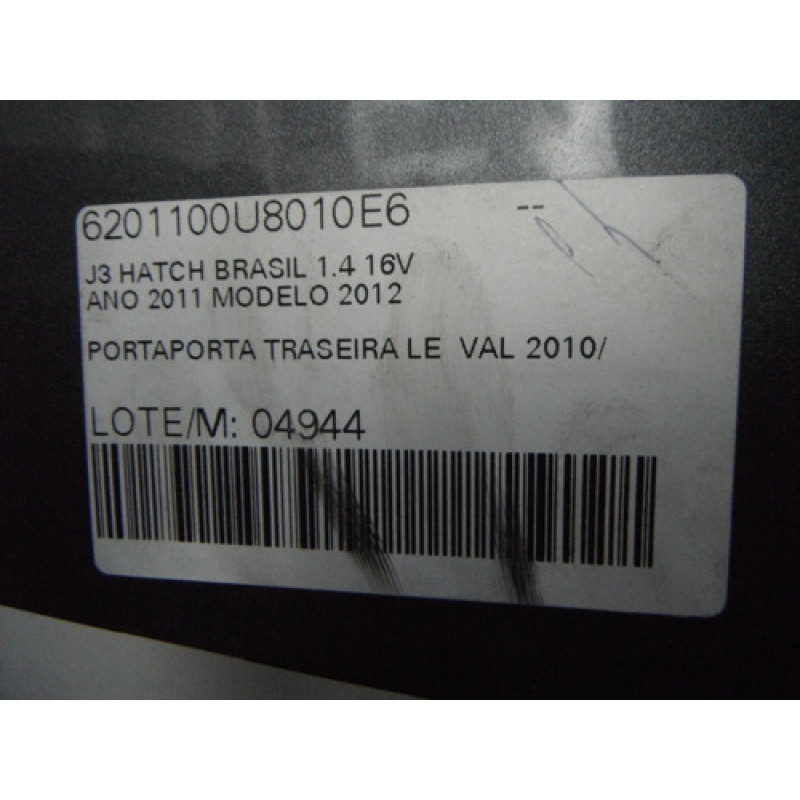 6201100U8010E6 --
J3 HATCH BRASIL 1.4 16V
ANO 2011 MODELO 2012
PORTAPORTA TRASEIRA LE VAL 2010/
LOTE/M: 04944